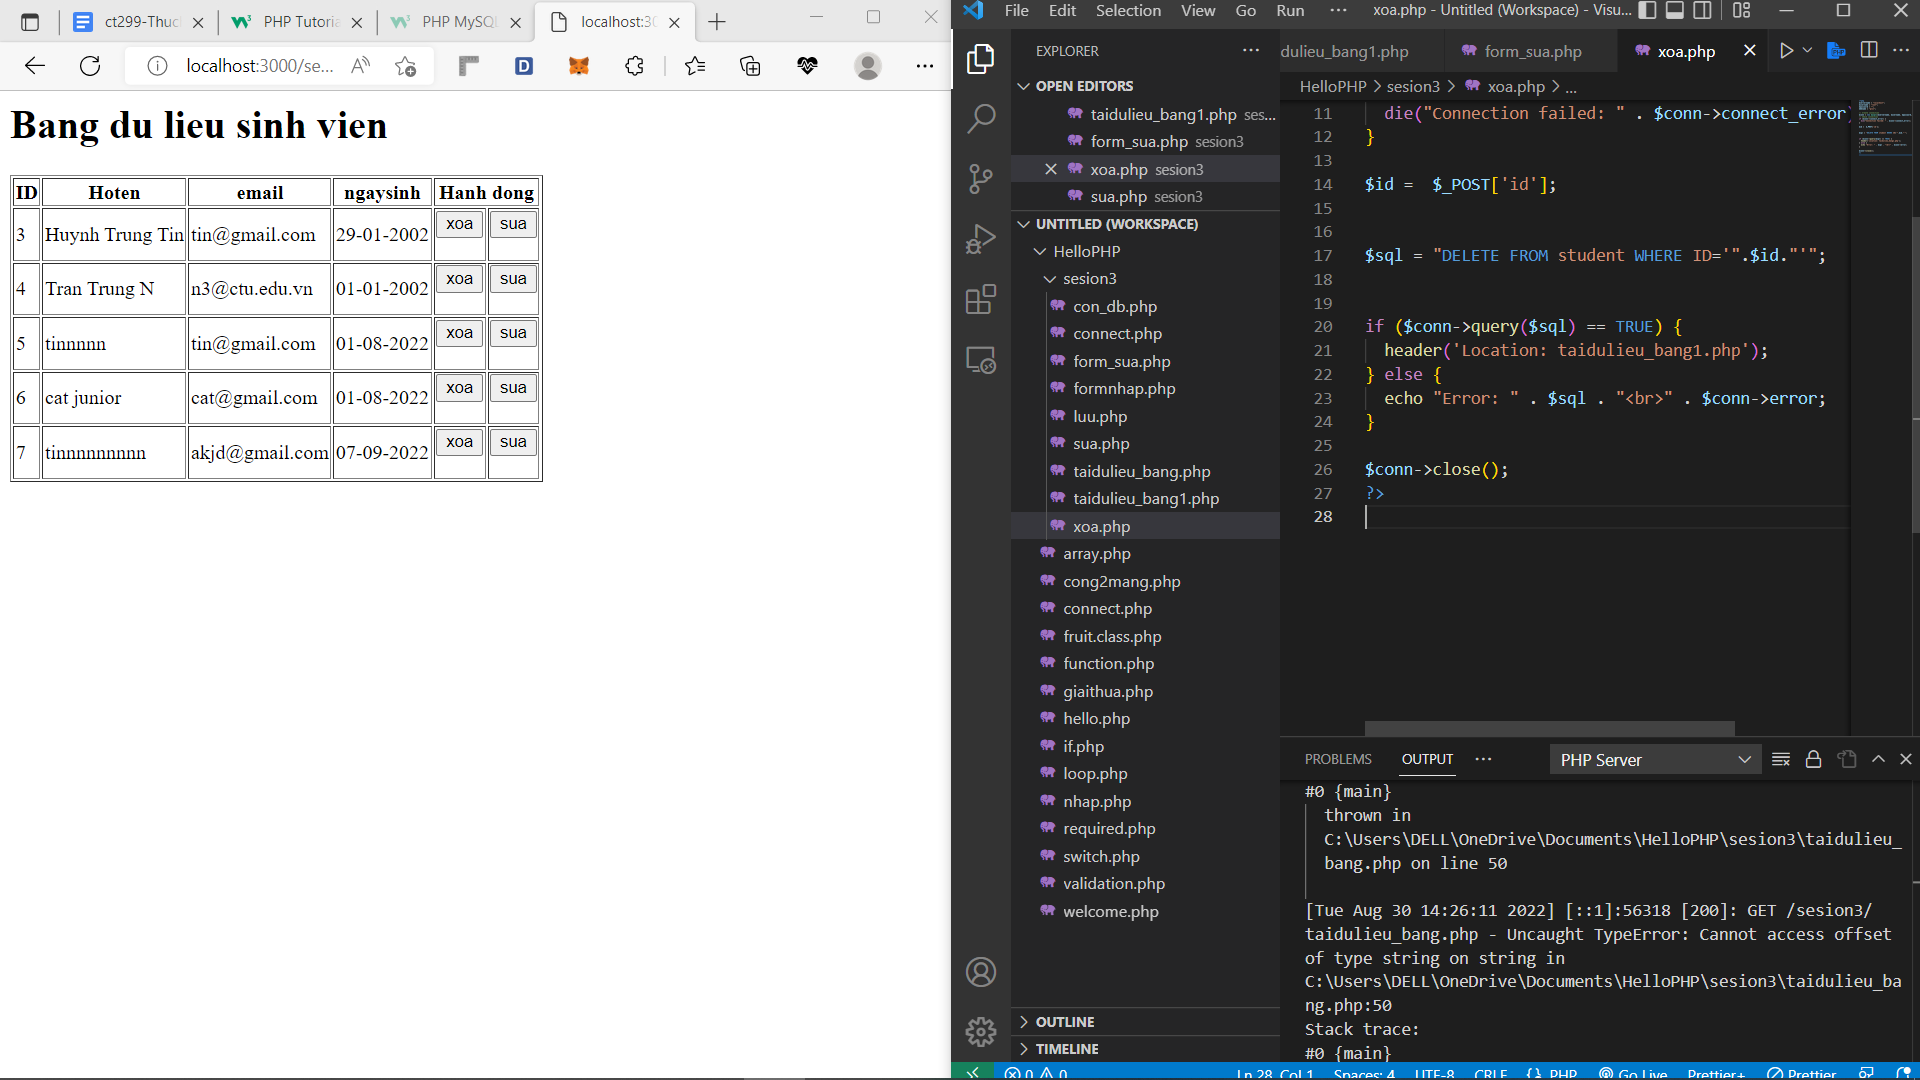 ct299-Thuc
PHP Tutoria
PHP MySQL
localhost:30
localhost:3000/se...
Bang du lieu sinh vien
ID Hoten email ngaysinh Hanh dong
3 Huynh Trung Tin tin@gmail.com 29-01-2002 xoa sua
4 Tran Trung N n3@ctu.edu.vn 01-01-2002 xoa sua
5 tinnnnn tin@gmail.com 01-08-2022 xoa sua
6 cat junior cat@gmail.com 01-08-2022 xoa sua
7 tinnnnnnnnn akjd@gmail.com 07-09-2022 xoa sua
File Edit Selection View Go Run ... xoa.php - Untitled (Workspace) - Visu...
EXPLORER
OPEN EDITORS
taidulieu_bang1.php ses...
form_sua.php sesion3
xoa.php sesion3
sua.php sesion3
UNTITLED (WORKSPACE)
HelloPHP
sesion3
con_db.php
connect.php
form_sua.php
formnhap.php
luu.php
sua.php
taidulieu_bang.php
taidulieu_bang1.php
xoa.php
array.php
cong2mang.php
connect.php
fruit.class.php
function.php
giaithua.php
hello.php
if.php
loop.php
nhap.php
required.php
switch.php
validation.php
welcome.php
OUTLINE
TIMELINE
dulieu_bang1.php form_sua.php xoa.php
HelloPHP > sesion3 > xoa.php > ...
11 die("Connection failed: " . $conn->connect_error)
12 }
13
14 $id = $_POST['id'];
15
16
17 $sql = "DELETE FROM student WHERE ID='".$id."'";
18
19
20 if ($conn->query($sql) == TRUE) {
21 header('Location: taidulieu_bang1.php');
22 } else {
23 echo "Error: " . $sql . "<br>" . $conn->error;
24 }
25
26 $conn->close();
27 ?>
28
PROBLEMS OUTPUT ... PHP Server
#0 {main}
thrown in
C:\Users\DELL\OneDrive\Documents\HelloPHP\sesion3\taidulieu_
bang.php on line 50
[Tue Aug 30 14:26:11 2022] [::1]:56318 [200]: GET /sesion3/
taidulieu_bang.php - Uncaught TypeError: Cannot access offset
of type string on string in
C:\Users\DELL\OneDrive\Documents\HelloPHP\sesion3\taidulieu_ba
ng.php:50
Stack trace:
#0 {main}
0 0 Ln 28, Col 1 Spaces: 4 UTF-8 CRLF {} PHP Go Live Prettier+ Prettier